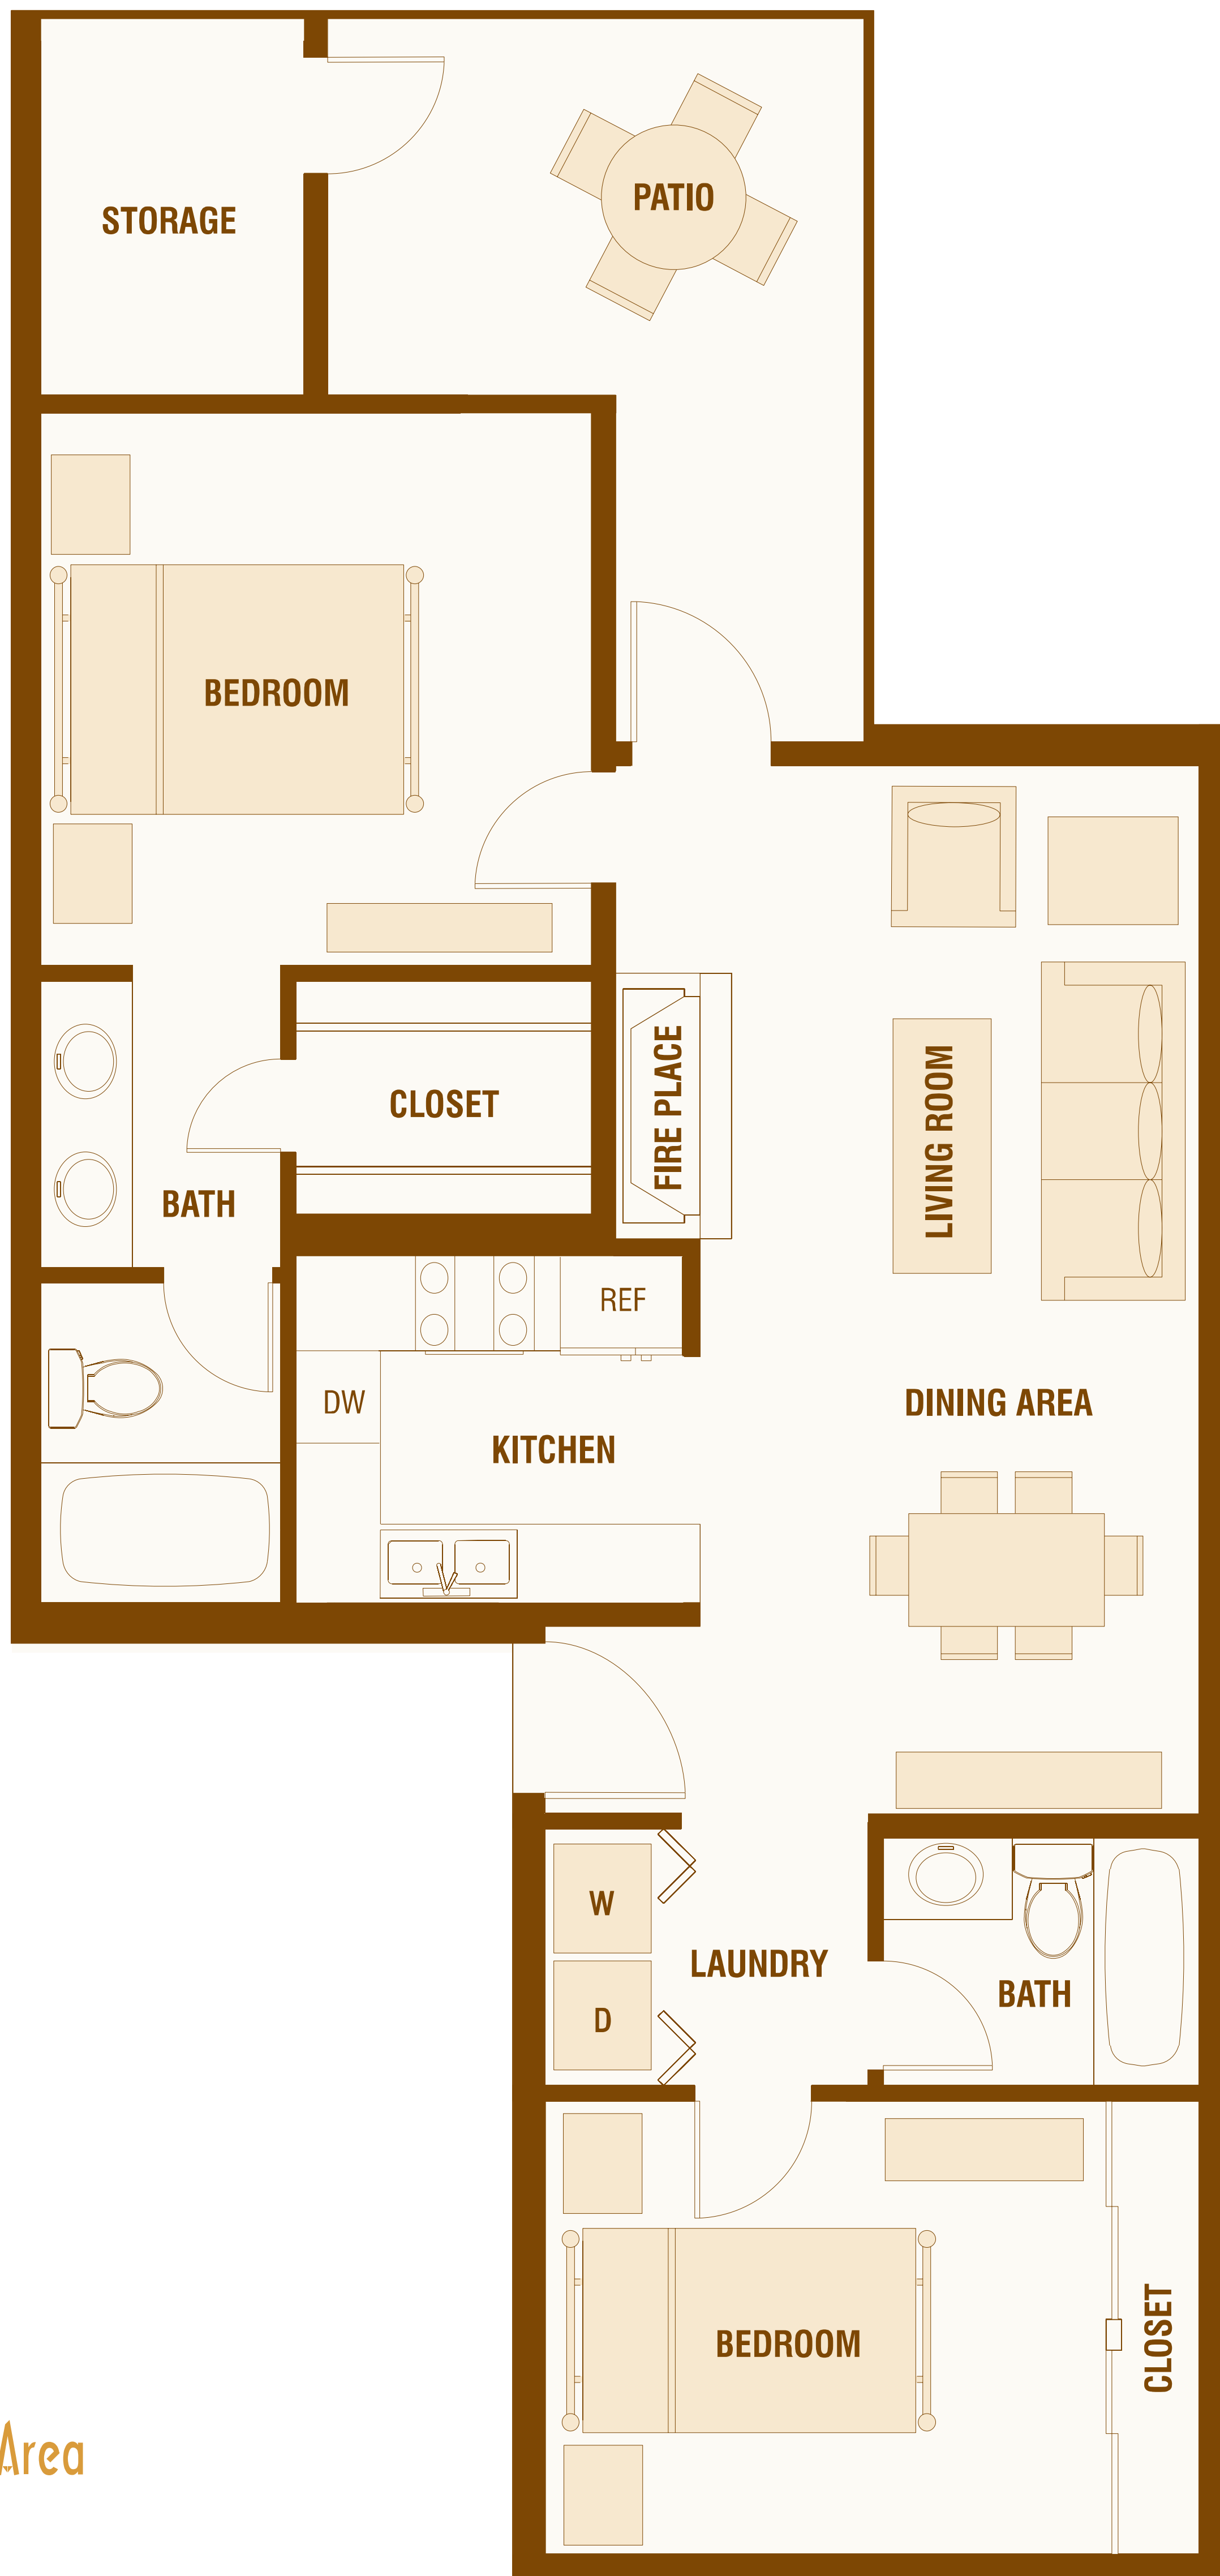 PATIO
STORAGE
BEDROOM
CLOSET
FIRE PLACE
LIVING ROOM
BATH
REF
DW
KITCHEN
DINING AREA
W
LAUNDRY
D
BATH
BEDROOM
CLOSET
Area